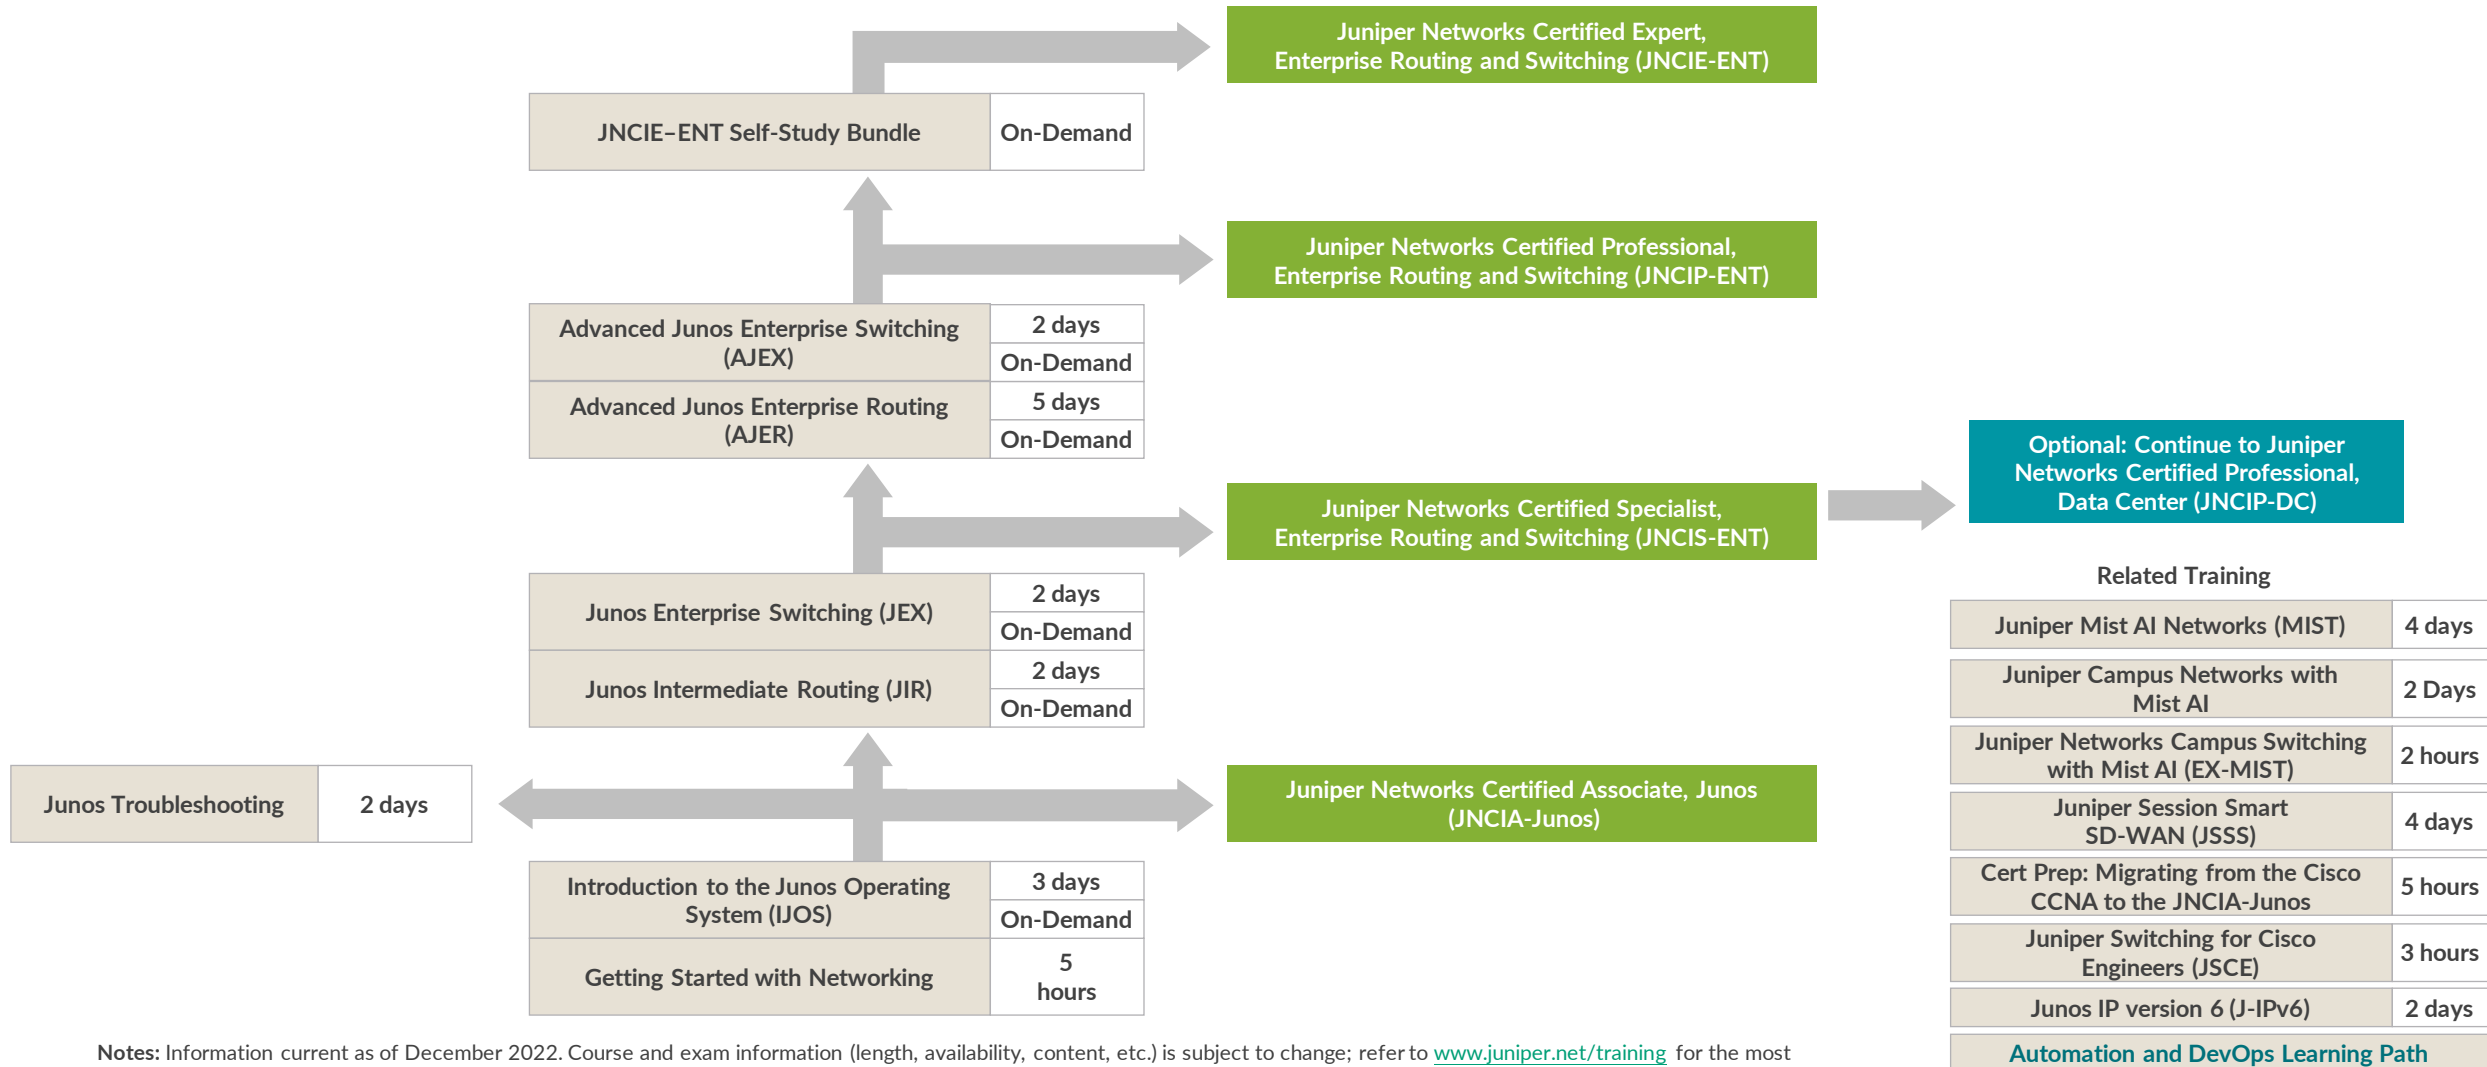 Juniper Networks Certified Expert,
Enterprise Routing and Switching (JNCIE-ENT)
JNCIE–ENT Self-Study Bundle
On-Demand
Juniper Networks Certified Professional,
Enterprise Routing and Switching (JNCIP-ENT)
Advanced Junos Enterprise Switching
(AJEX)
2 days
On-Demand
Advanced Junos Enterprise Routing
(AJER)
5 days
On-Demand
Optional: Continue to Juniper
Networks Certified Professional,
Data Center (JNCIP-DC)
Juniper Networks Certified Specialist,
Enterprise Routing and Switching (JNCIS-ENT)
Junos Enterprise Switching (JEX)
2 days
On-Demand
Junos Intermediate Routing (JIR)
2 days
On-Demand
Junos Troubleshooting
2 days
Juniper Networks Certified Associate, Junos
(JNCIA-Junos)
Introduction to the Junos Operating
System (IJOS)
3 days
On-Demand
Getting Started with Networking
5
hours
Related Training
Juniper Mist AI Networks (MIST)
4 days
Juniper Campus Networks with
Mist AI
2 Days
Juniper Networks Campus Switching
with Mist AI (EX-MIST)
2 hours
Juniper Session Smart
SD-WAN (JSSS)
4 days
Cert Prep: Migrating from the Cisco
CCNA to the JNCIA-Junos
5 hours
Juniper Switching for Cisco
Engineers (JSCE)
3 hours
Junos IP version 6 (J-IPv6)
2 days
Automation and DevOps Learning Path
Notes: Information current as of December 2022. Course and exam information (length, availability, content, etc.) is subject to change; refer to www.juniper.net/training for the most